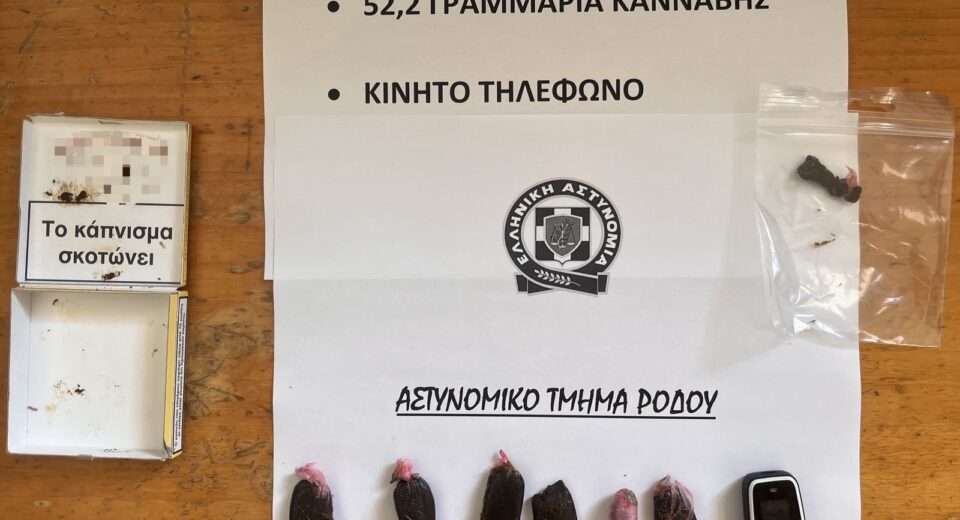 • 52,2 ΓΡΑΜΜΑΡΙΑ ΚΑΝΝΑΒΗΣ
• ΚΙΝΗΤΟ ΤΗΛΕΦΩΝΟ
ΕΛΛΗΝΙΚΗ ΑΣΤΥΝΟΜΙΑ
Το κάπνισμα
σκοτώνει
ΑΣΤΥΝΟΜΙΚΟ ΤΜΗΜΑ ΡΟΔΟΥ